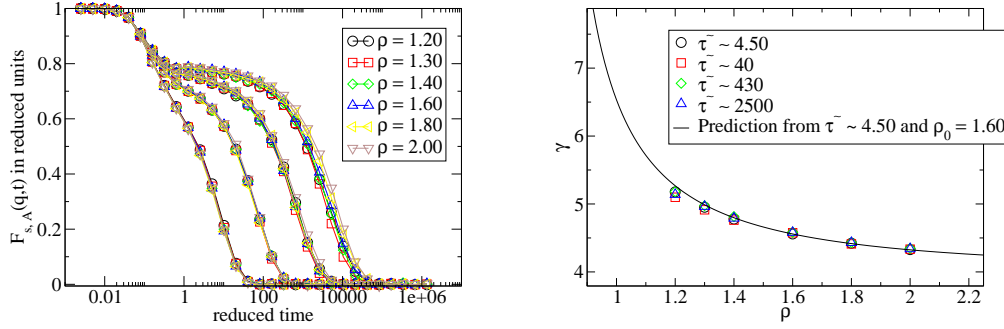 1
0.8
0.6
0.4
0.2
0
F_{s, A}(q,t) in reduced units
0.01 1 100 10000 1e+06
reduced time
ρ = 1.20
ρ = 1.30
ρ = 1.40
ρ = 1.60
ρ = 1.80
ρ = 2.00
7
6
5
4
γ
1 1.2 1.4 1.6 1.8 2 2.2
ρ
τ~ ~ 4.50
τ~ ~ 40
τ~ ~ 430
τ~ ~ 2500
Prediction from τ~ ~ 4.50 and ρ_0 = 1.60